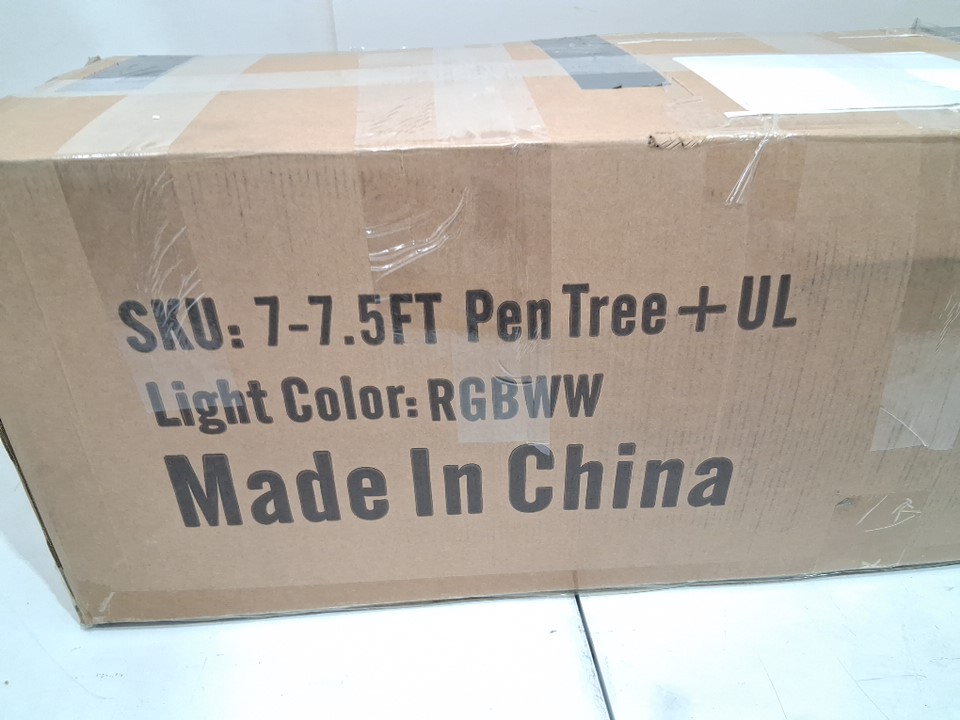 SKU: 7-7.5FT Pen Tree+UL
Light Color: RGBWW
Made In China